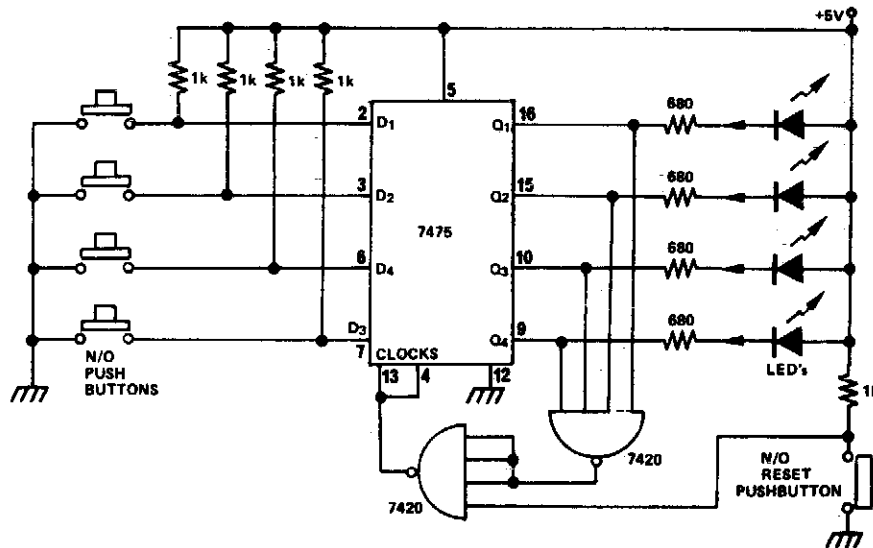 +5V
1k
1k
1k
1k
5
680
2
D1
Q1
16
680
3
D2
Q2
15
7475
680
6
D4
Q3
10
680
D3
7
Q4
9
CLOCKS
13
4
12
LED's
N/O
PUSH
BUTTONS
7420
7420
N/O
RESET
PUSHBUTTON